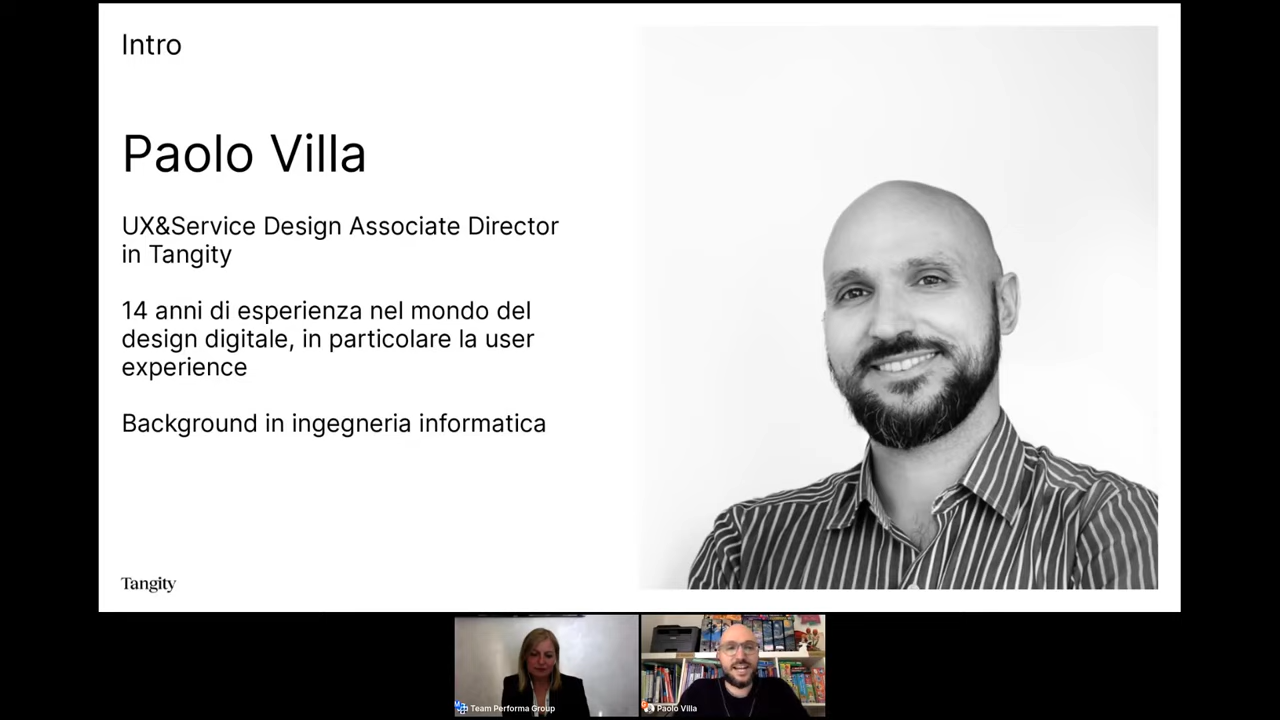 Intro
Paolo Villa
UX&Service Design Associate Director
in Tangity
14 anni di esperienza nel mondo del
design digitale, in particolare la user
experience
Background in ingegneria informatica
Tangity
Team Performa Group
Paolo Villa